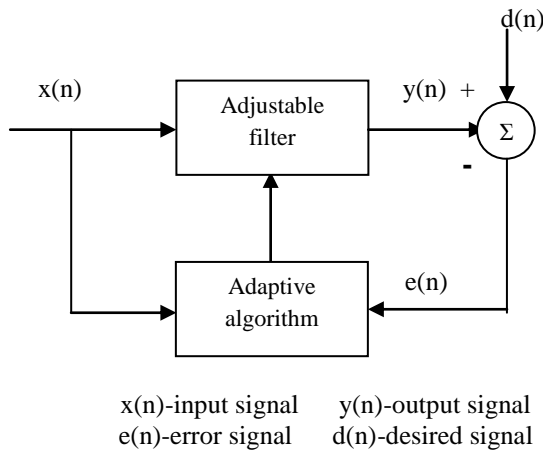 d(n)
x(n)
Adjustable
filter
y(n) +
Σ
-
Adaptive
algorithm
e(n)
x(n)-input signal y(n)-output signal
e(n)-error signal d(n)-desired signal